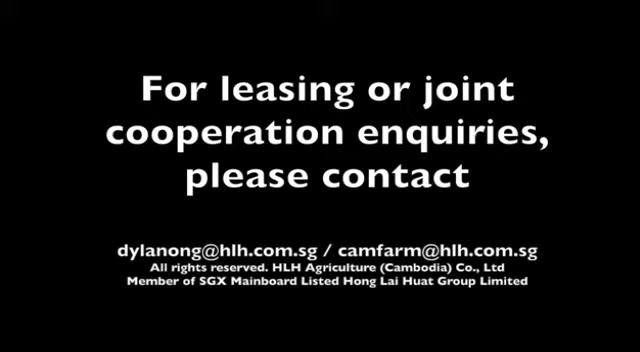 For leasing or joint
cooperation enquiries,
please contact
dylanong@hlh.com.sg / camfarm@hlh.com.sg
All rights reserved. HLH Agriculture (Cambodia) Co., Ltd
Member of SGX Mainboard Listed Hong Lai Huat Group Limited